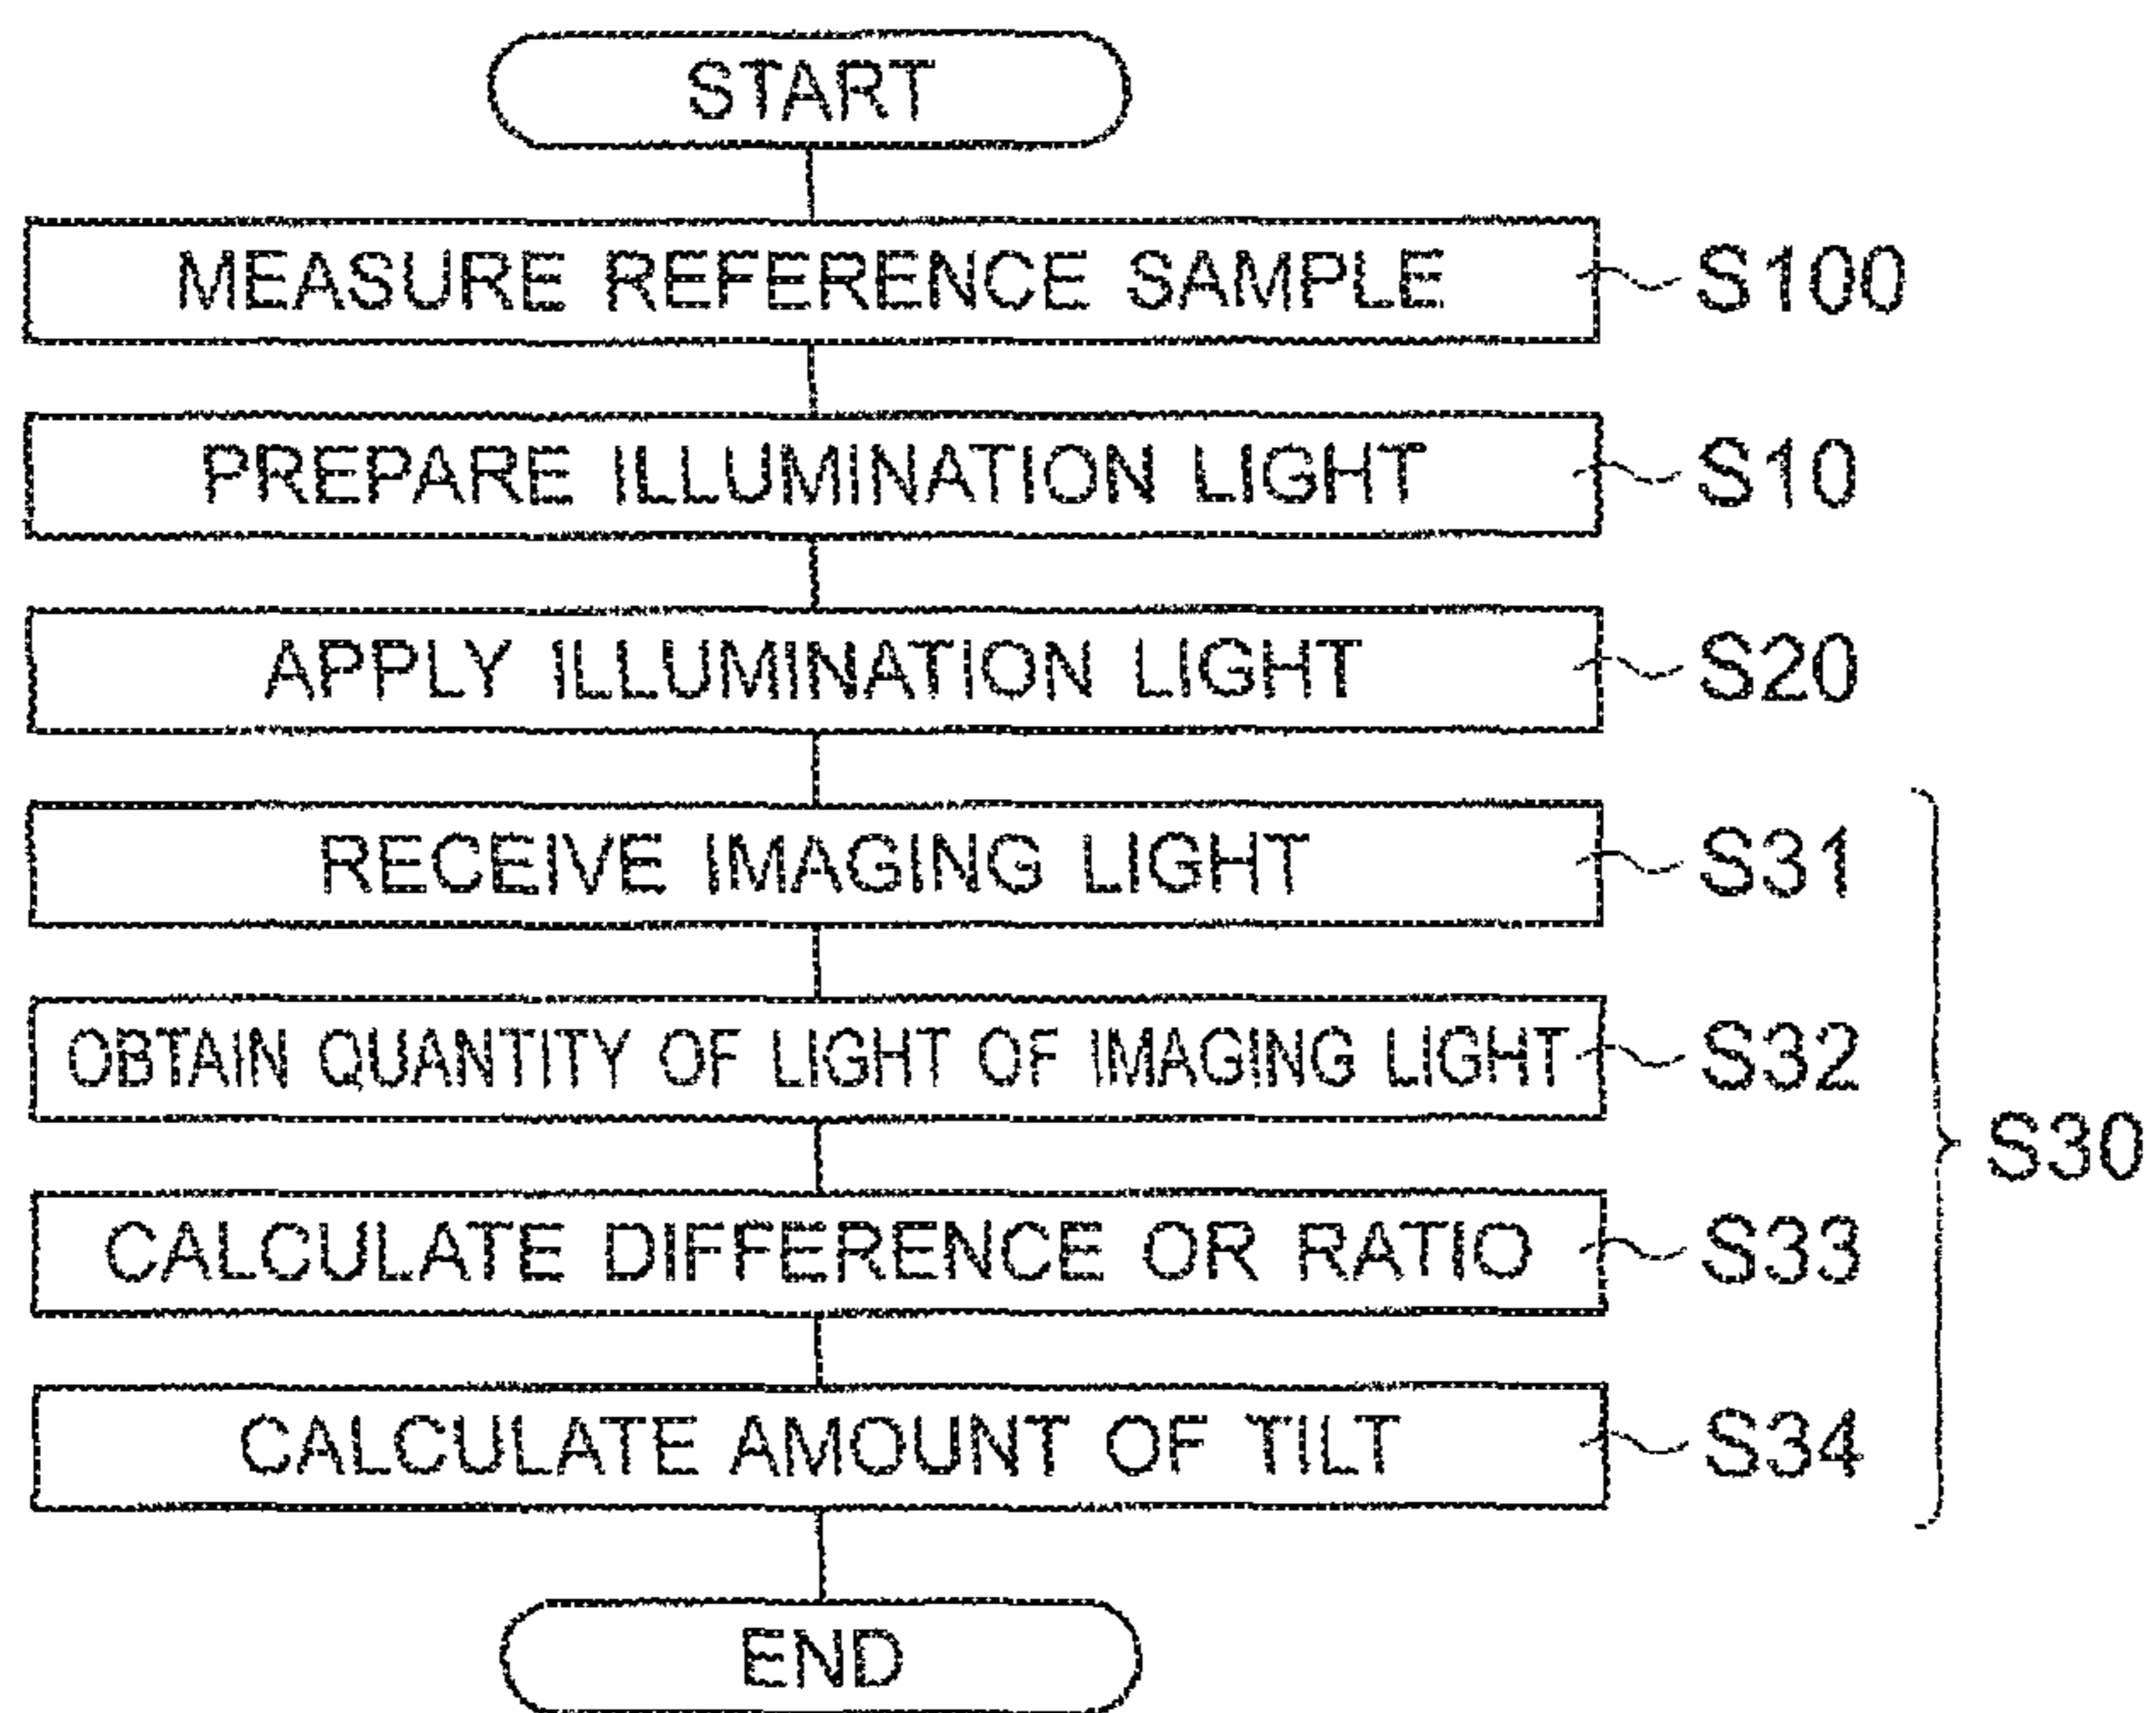 START
MEASURE REFERENCE SAMPLE S100
PREPARE ILLUMINATION LIGHT S10
APPLY ILLUMINATION LIGHT S20
RECEIVE IMAGING LIGHT S31
OBTAIN QUANTITY OF LIGHT OF IMAGING LIGHT S32
S30
CALCULATE DIFFERENCE OR RATIO S33
CALCULATE AMOUNT OF TILT S34
END